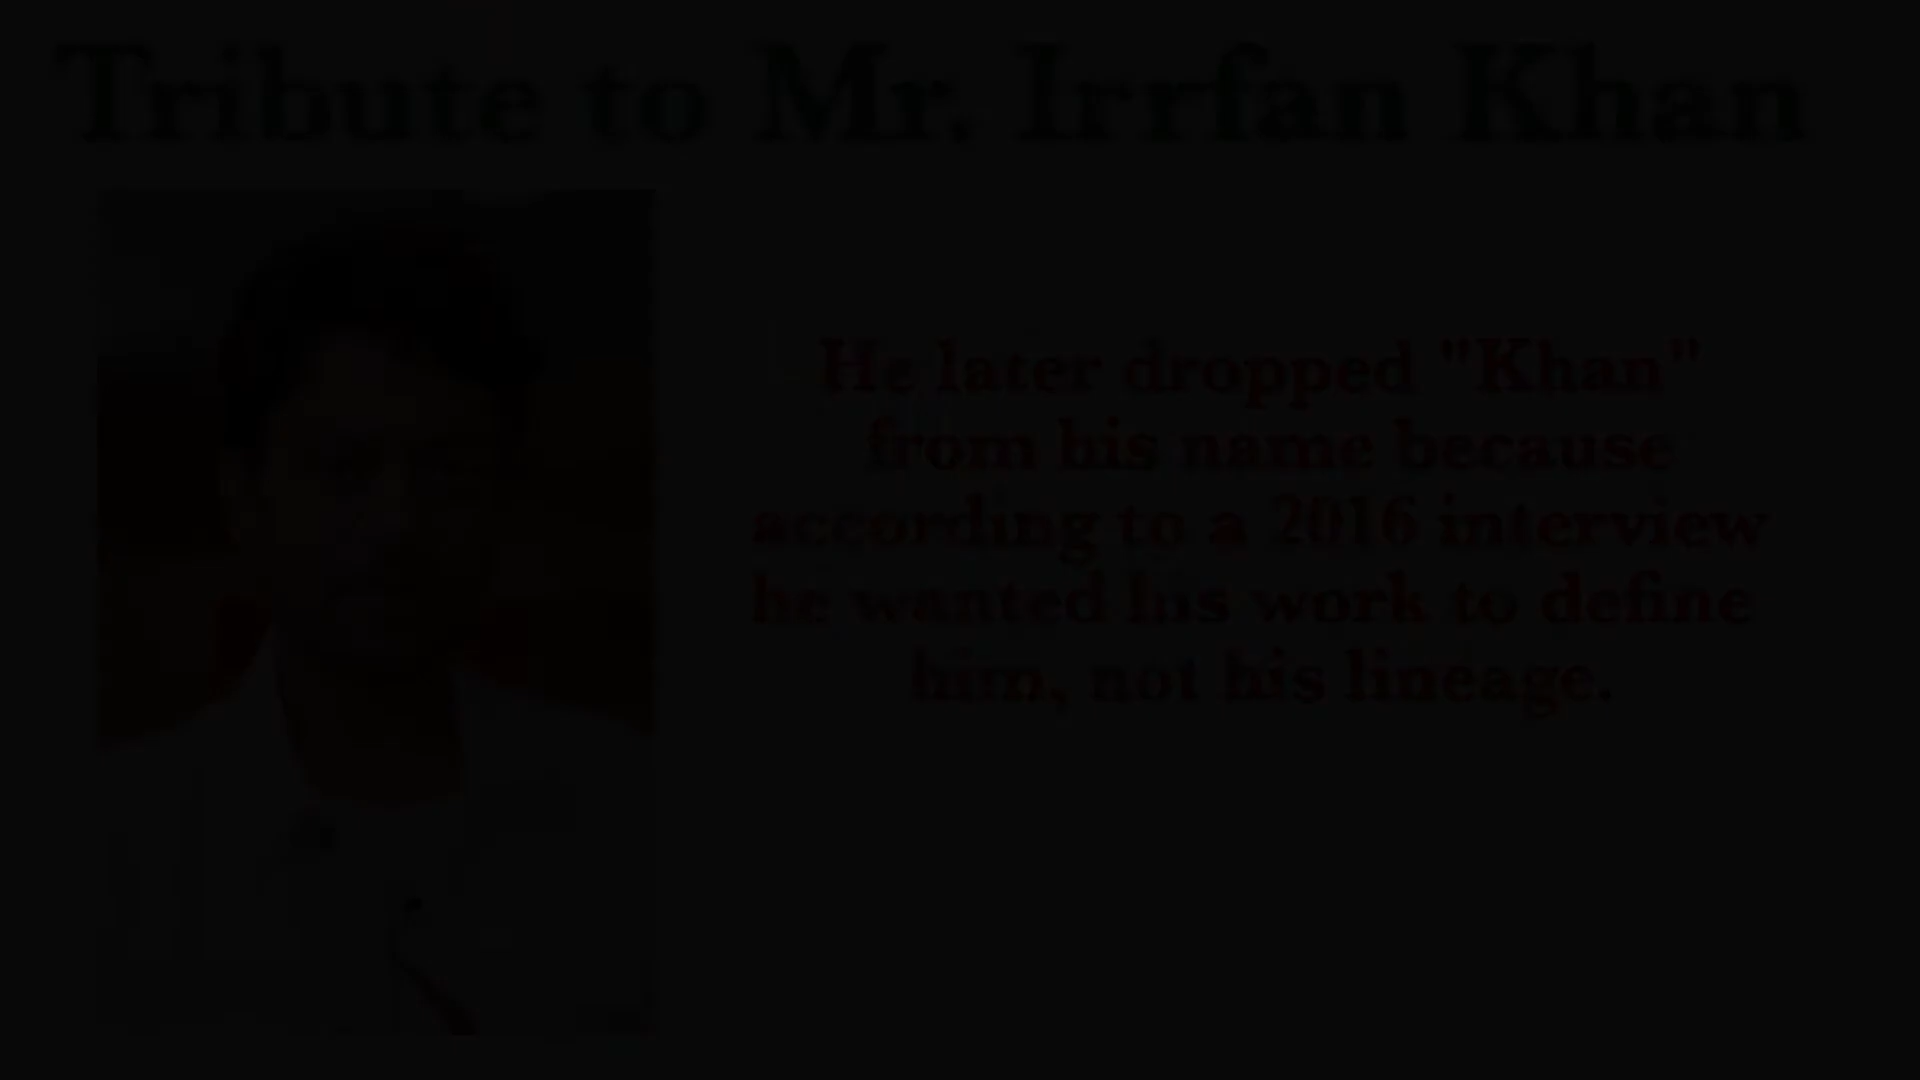 Tribute to Mr. Irrfan Khan
He later dropped "Khan"
from his name because
according to a 2016 interview
he wanted his work to define
him, not his lineage.